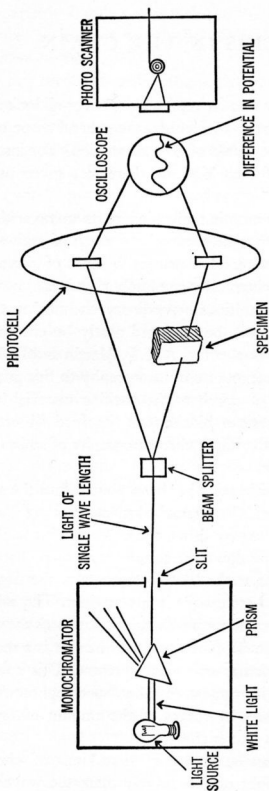 MONOCHROMATOR
LIGHT
SOURCE
WHITE LIGHT
PRISM
SLIT
LIGHT OF
SINGLE WAVE LENGTH
BEAM SPLITTER
PHOTOCELL
SPECIMEN
OSCILLOSCOPE
DIFFERENCE IN POTENTIAL
PHOTO SCANNER